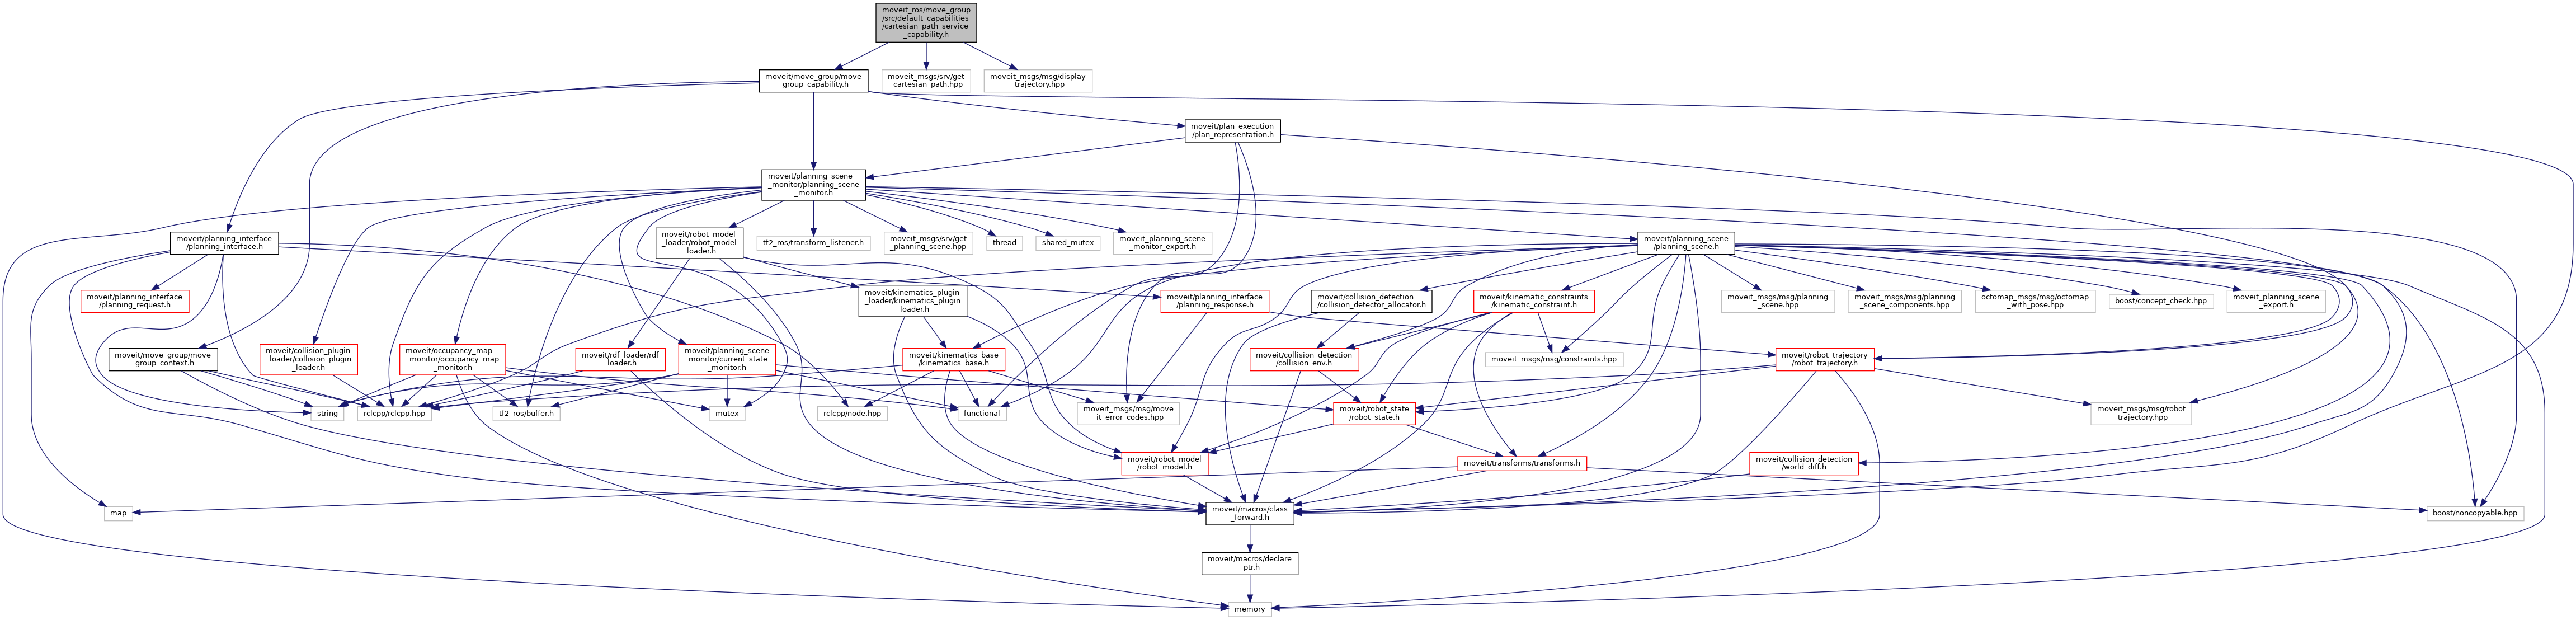 moveit_ros/move_group
/src/default_capabilities
/cartesian_path_service
_capability.h
moveit/move_group/move
_group_capability.h
moveit_msgs/srv/get
_cartesian_path.hpp
moveit_msgs/msg/display
_trajectory.hpp
moveit/plan_execution
/plan_representation.h
moveit/planning_scene
_monitor/planning_scene
_monitor.h
moveit/planning_interface
/planning_interface.h
moveit/robot_model
_loader/robot_model
_loader.h
tf2_ros/transform_listener.h
moveit_msgs/srv/get
_planning_scene.hpp
thread
shared_mutex
moveit_planning_scene
_monitor_export.h
moveit/planning_scene
/planning_scene.h
moveit/planning_interface
/planning_request.h
moveit/kinematics_plugin
_loader/kinematics_plugin
_loader.h
moveit/planning_interface
/planning_response.h
moveit/collision_detection
/collision_detector_allocator.h
moveit/kinematic_constraints
/kinematic_constraint.h
moveit_msgs/msg/planning
_scene.hpp
moveit_msgs/msg/planning
_scene_components.hpp
octomap_msgs/msg/octomap
_with_pose.hpp
boost/concept_check.hpp
moveit_planning_scene
_export.h
moveit/move_group/move
_group_context.h
moveit/collision_plugin
_loader/collision_plugin
_loader.h
moveit/occupancy_map
_monitor/occupancy_map
_monitor.h
moveit/rdf_loader/rdf
_loader.h
moveit/planning_scene
_monitor/current_state
_monitor.h
moveit/kinematics_base
/kinematics_base.h
moveit/collision_detection
/collision_env.h
moveit_msgs/msg/constraints.hpp
moveit/robot_trajectory
/robot_trajectory.h
string
rclcpp/rclcpp.hpp
tf2_ros/buffer.h
mutex
rclcpp/node.hpp
functional
moveit_msgs/msg/move
_it_error_codes.hpp
moveit/robot_state
/robot_state.h
moveit_msgs/msg/robot
_trajectory.hpp
moveit/robot_model
/robot_model.h
moveit/transforms/transforms.h
moveit/collision_detection
/world_diff.h
map
moveit/macros/class
_forward.h
boost/noncopyable.hpp
moveit/macros/declare
_ptr.h
memory